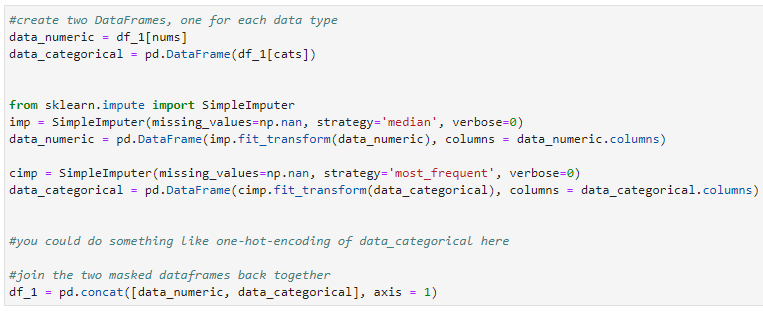 #create two DataFrames, one for each data type
data_numeric = df_1[nums]
data_categorical = pd.DataFrame(df_1[cats])
from sklearn.impute import SimpleImputer
imp = SimpleImputer(missing_values=np.nan, strategy='median', verbose=0)
data_numeric = pd.DataFrame(imp.fit_transform(data_numeric), columns = data_numeric.columns)
cimp = SimpleImputer(missing_values=np.nan, strategy='most_frequent', verbose=0)
data_categorical = pd.DataFrame(cimp.fit_transform(data_categorical), columns = data_categorical.columns)
#you could do something like one-hot-encoding of data_categorical here
#join the two masked dataframes back together
df_1 = pd.concat([data_numeric, data_categorical], axis = 1)